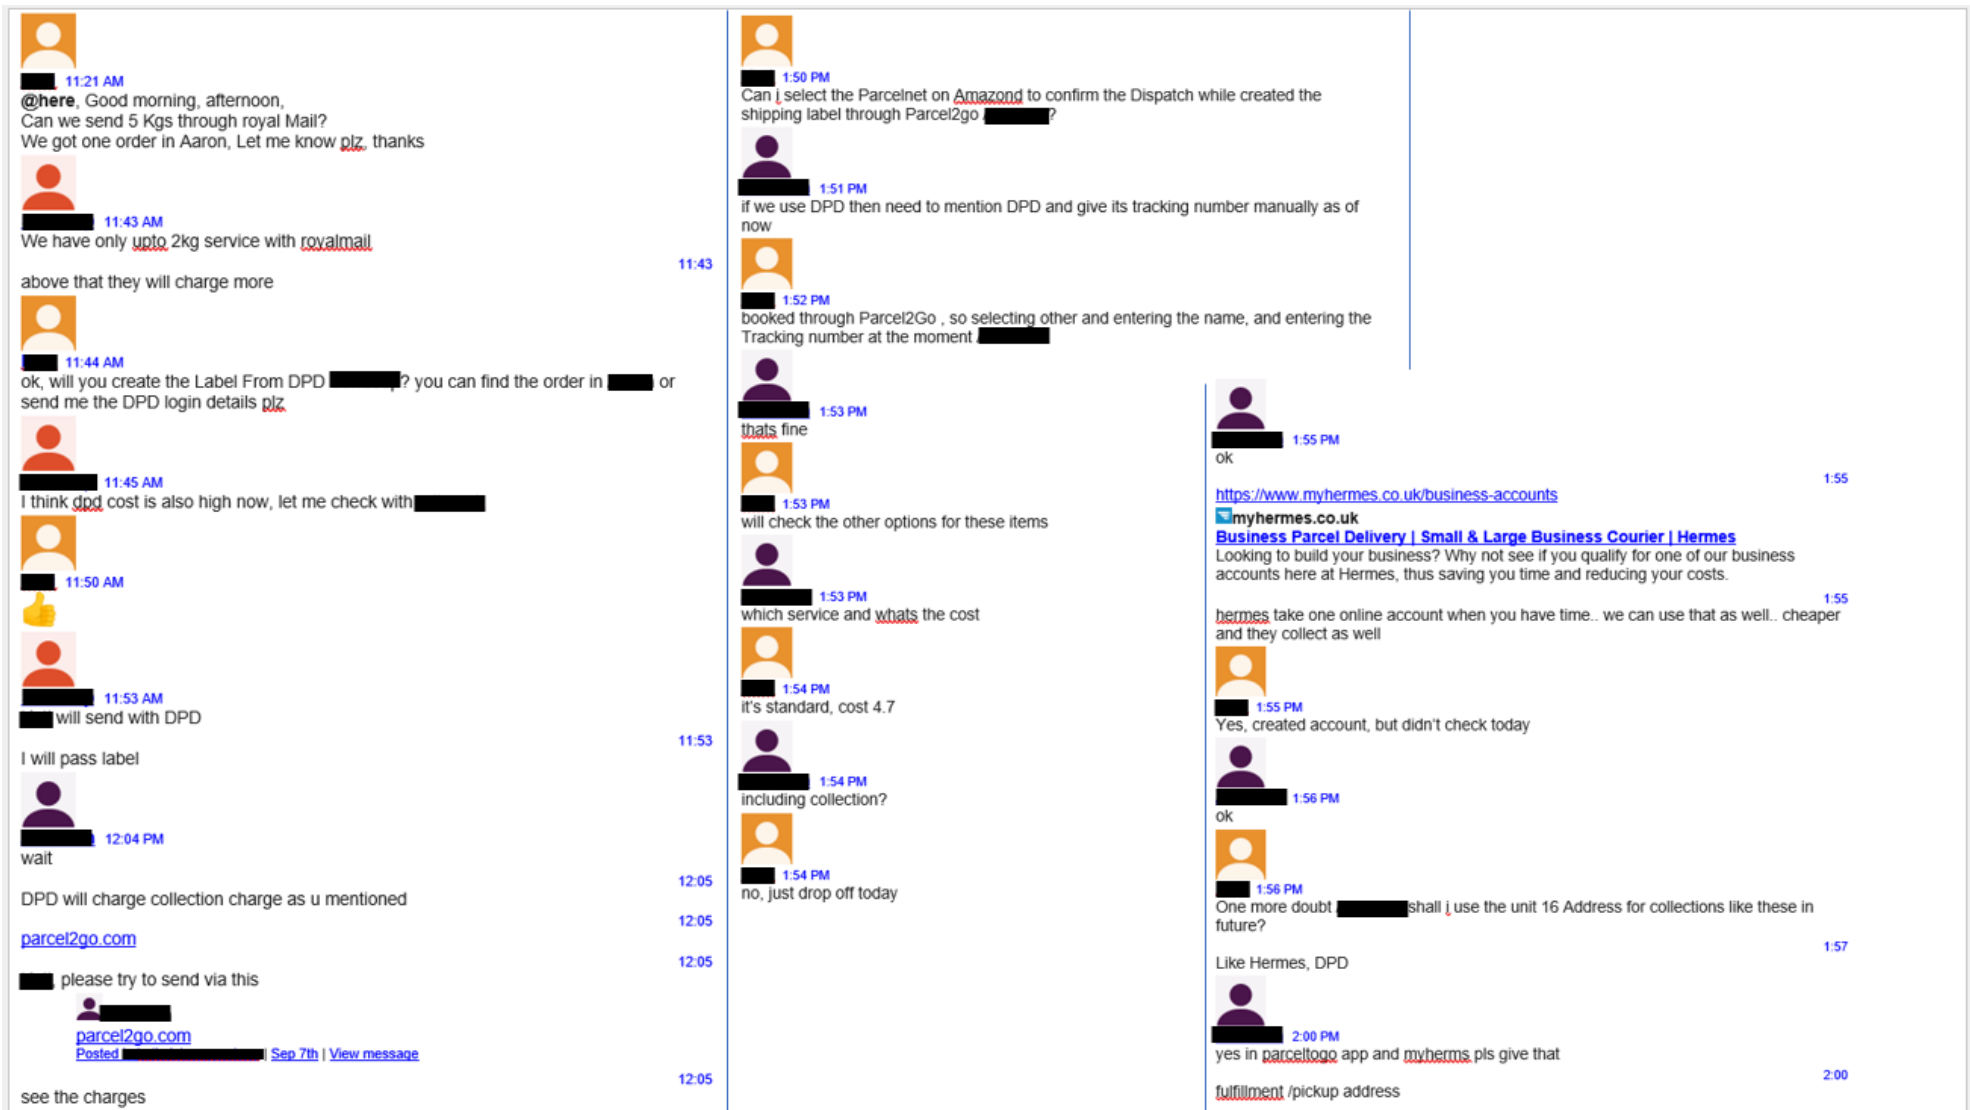 11:21 AM
@here, Good morning, afternoon,
Can we send 5 Kgs through royal Mail?
We got one order in Aaron, Let me know plz, thanks
11:43 AM
We have only upto 2kg service with royalmail
11:43
above that they will charge more
11:44 AM
ok, will you create the Label From DPD ? you can find the order in or
send me the DPD login details plz
11:45 AM
I think dpd cost is also high now, let me check with
11:50 AM
11:53 AM
will send with DPD
11:53
I will pass label
12:04 PM
wait
12:05
DPD will charge collection charge as u mentioned
12:05
parcel2go.com
12:05
, please try to send via this
parcel2go.com
Posted | Sep 7th | View message
12:05
see the charges
1:50 PM
Can i select the Parcelnet on Amazond to confirm the Dispatch while created the
shipping label through Parcel2go ?
1:51 PM
if we use DPD then need to mention DPD and give its tracking number manually as of
now
1:52 PM
booked through Parcel2Go , so selecting other and entering the name, and entering the
Tracking number at the moment
1:53 PM
thats fine
1:53 PM
will check the other options for these items
1:53 PM
which service and whats the cost
1:54 PM
it's standard, cost 4.7
1:54 PM
including collection?
1:54 PM
no, just drop off today
1:55 PM
ok
1:55
https://www.myhermes.co.uk/business-accounts
myhermes.co.uk
Business Parcel Delivery | Small & Large Business Courier | Hermes
Looking to build your business? Why not see if you qualify for one of our business
accounts here at Hermes, thus saving you time and reducing your costs.
1:55
hermes take one online account when you have time.. we can use that as well.. cheaper
and they collect as well
1:55 PM
Yes, created account, but didn't check today
1:56 PM
ok
1:56 PM
One more doubt shall i use the unit 16 Address for collections like these in
future?
1:57
Like Hermes, DPD
2:00 PM
yes in parceltogo app and myherms pls give that
2:00
fulfillment /pickup address